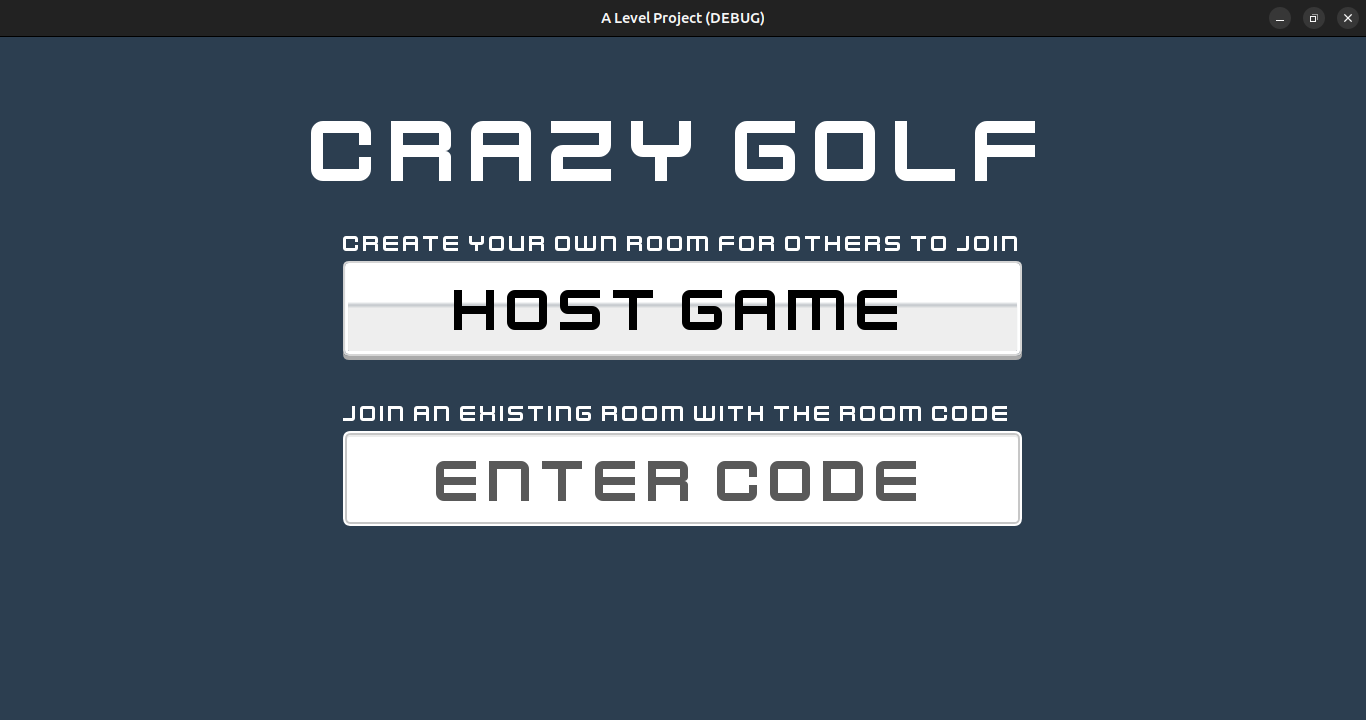 A Level Project (DEBUG)
CRAZY GOLF
CREATE YOUR OWN ROOM FOR OTHERS TO JOIN
HOST GAME
JOIN AN EXISTING ROOM WITH THE ROOM CODE
ENTER CODE